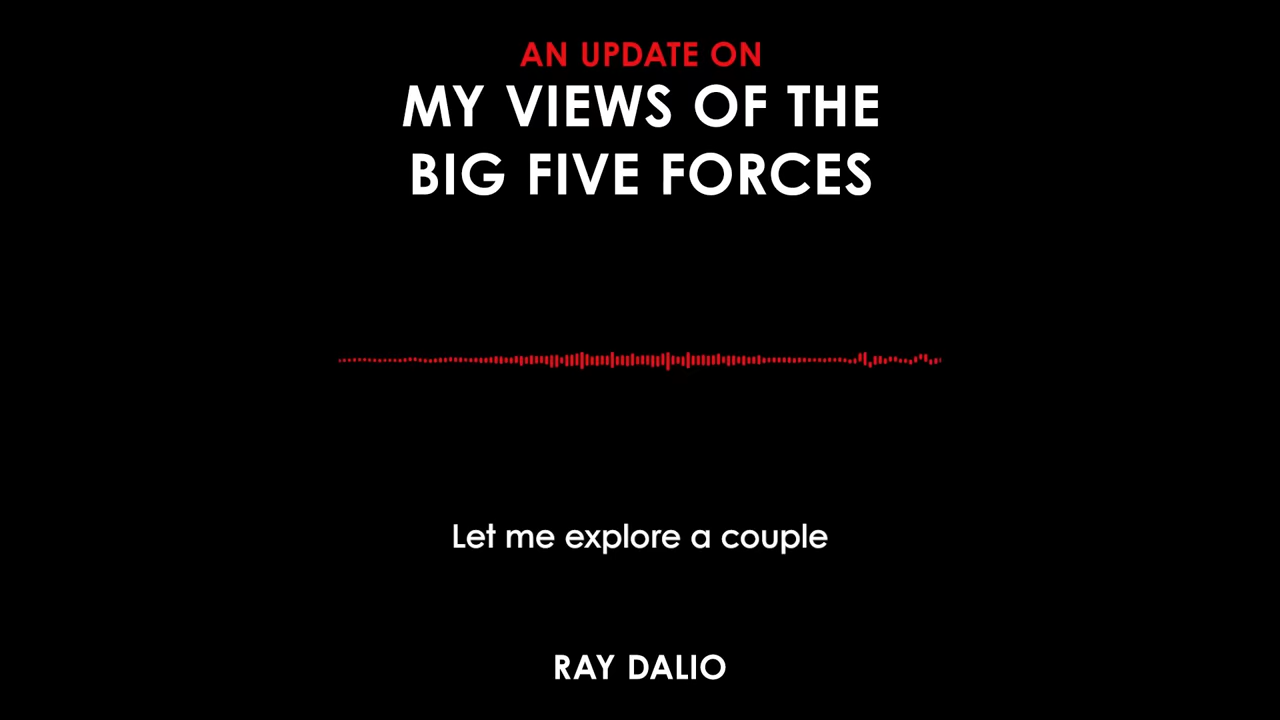 AN UPDATE ON
MY VIEWS OF THE
BIG FIVE FORCES
Let me explore a couple
RAY DALIO